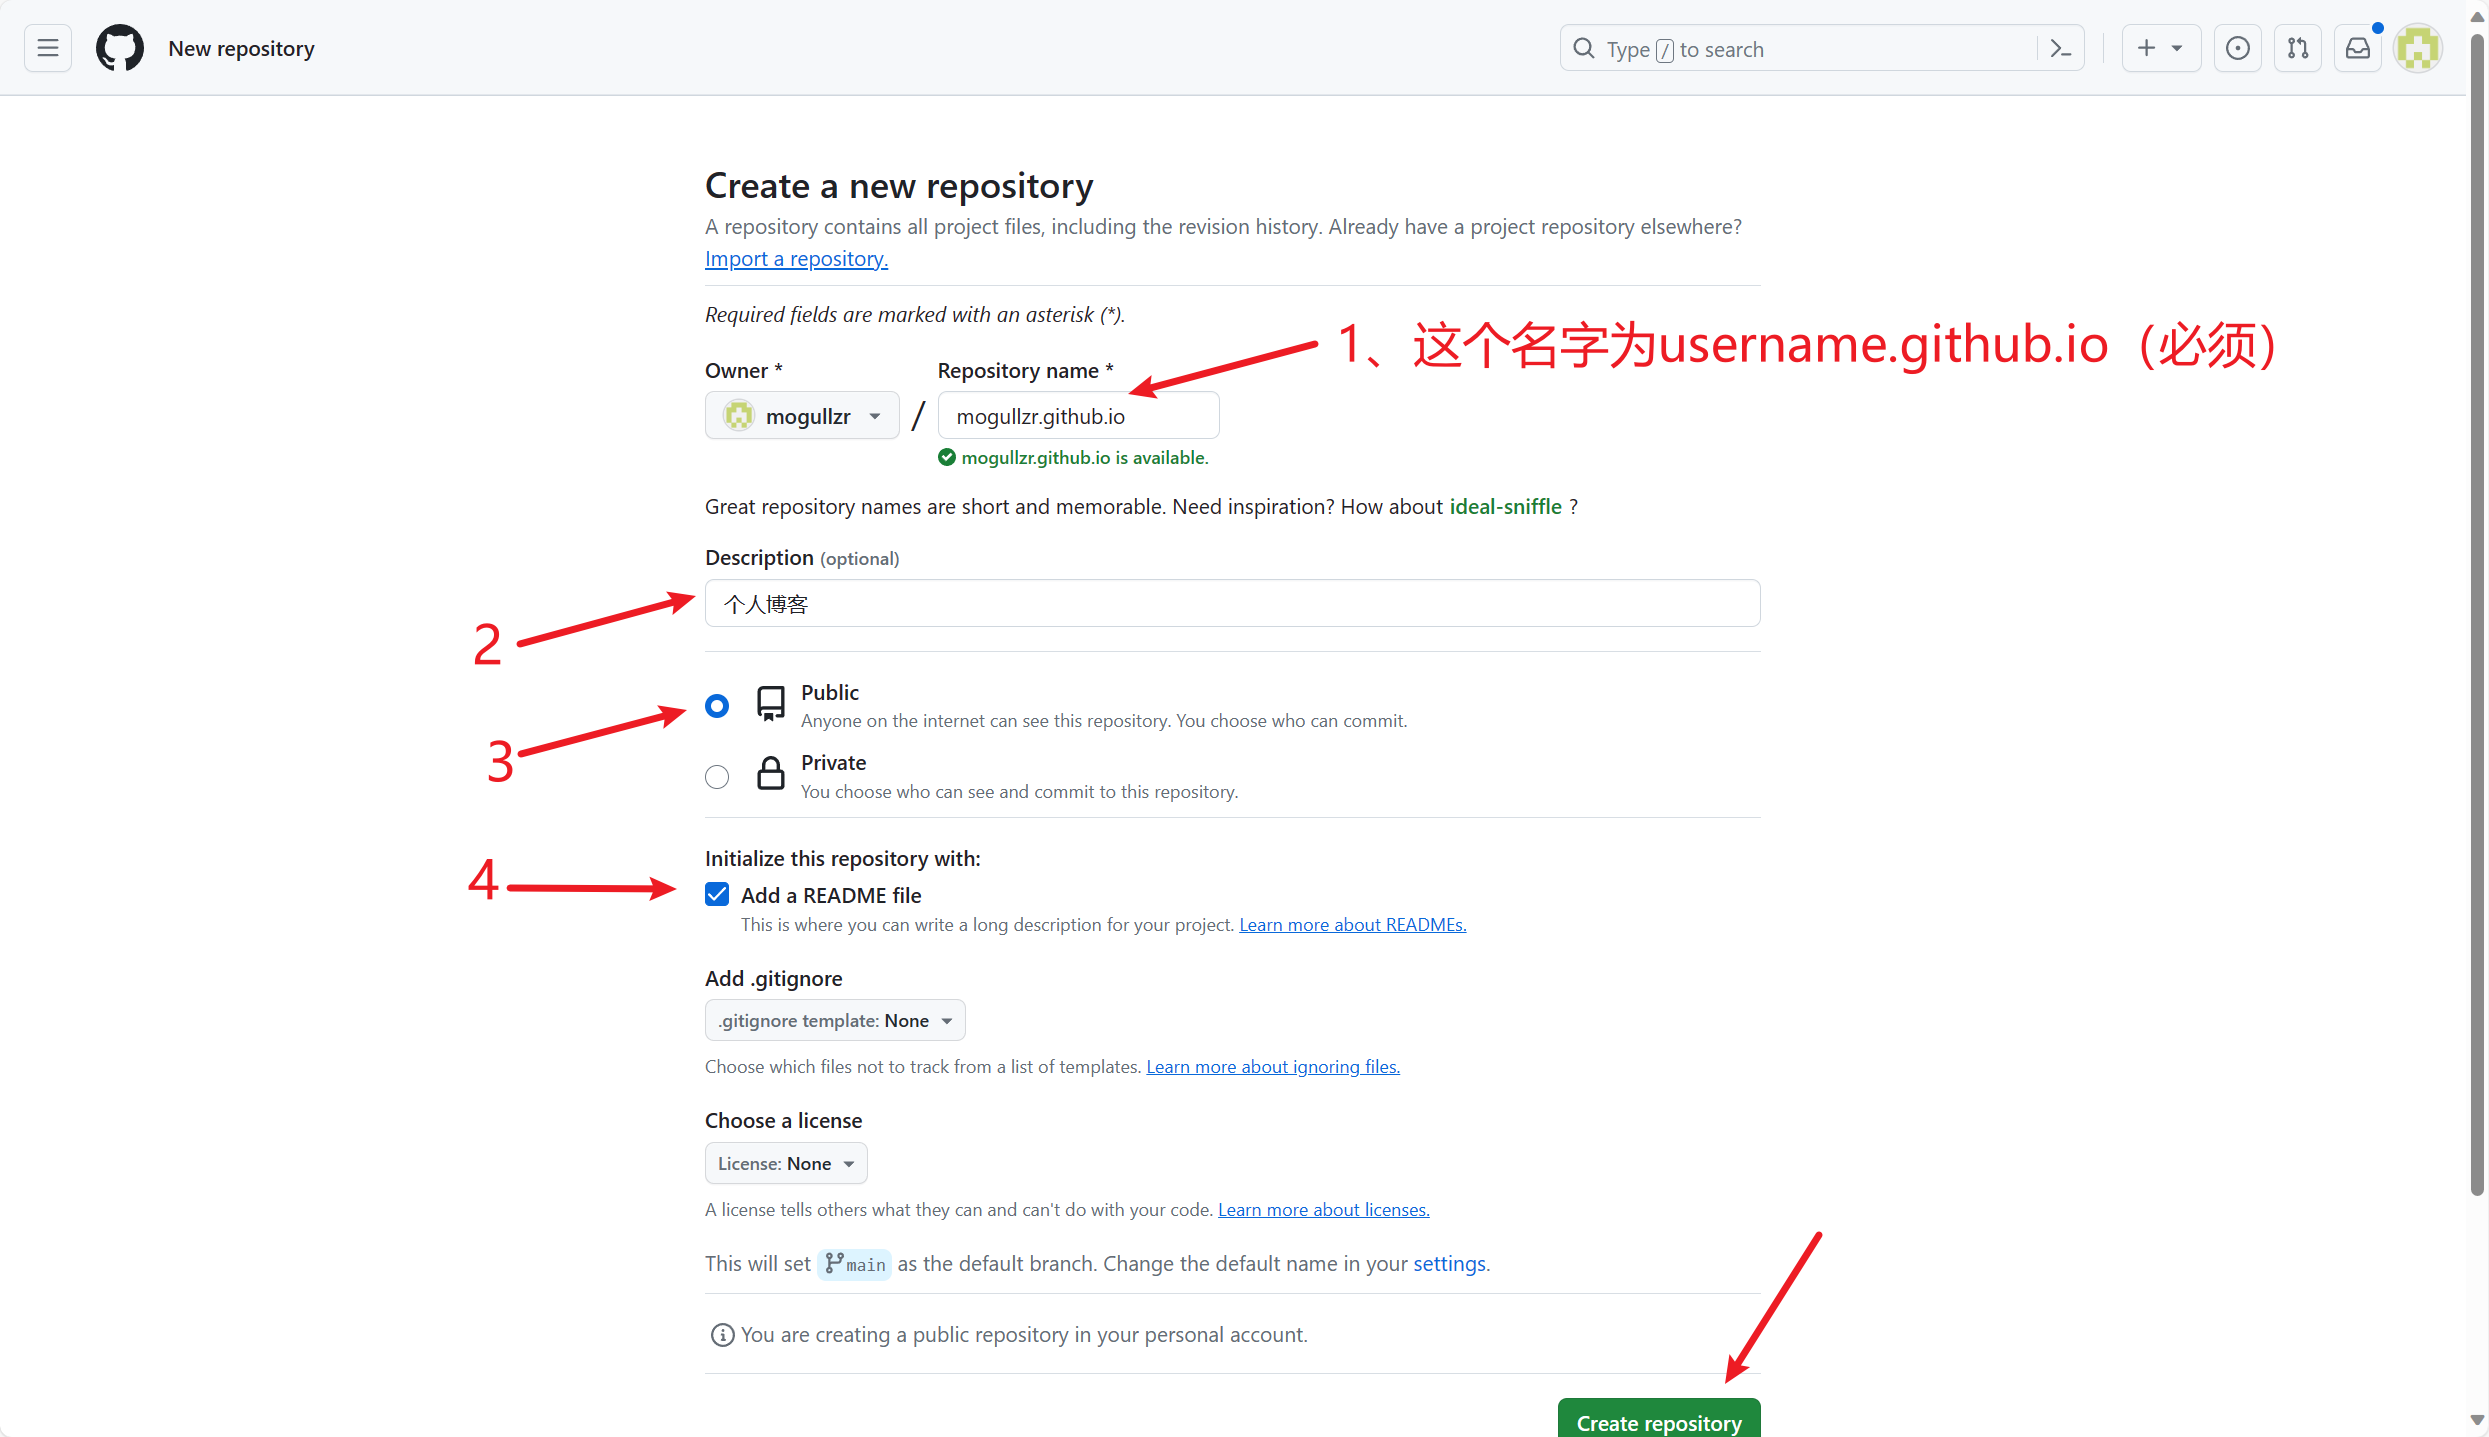 New repository
Type / to search
Create a new repository
A repository contains all project files, including the revision history. Already have a project repository elsewhere?
Import a repository.
Required fields are marked with an asterisk (*).
1、这个名字为username.github.io（必须）
Owner *
Repository name *
mogullzr
/
mogullzr.github.io
mogullzr.github.io is available.
Great repository names are short and memorable. Need inspiration? How about ideal-sniffle ?
Description (optional)
个人博客
2
Public
Anyone on the internet can see this repository. You choose who can commit.
3
Private
You choose who can see and commit to this repository.
Initialize this repository with:
4
Add a README file
This is where you can write a long description for your project. Learn more about READMEs.
Add .gitignore
.gitignore template: None
Choose which files not to track from a list of templates. Learn more about ignoring files.
Choose a license
License: None
A license tells others what they can and can't do with your code. Learn more about licenses.
This will set main as the default branch. Change the default name in your settings.
You are creating a public repository in your personal account.
Create repository